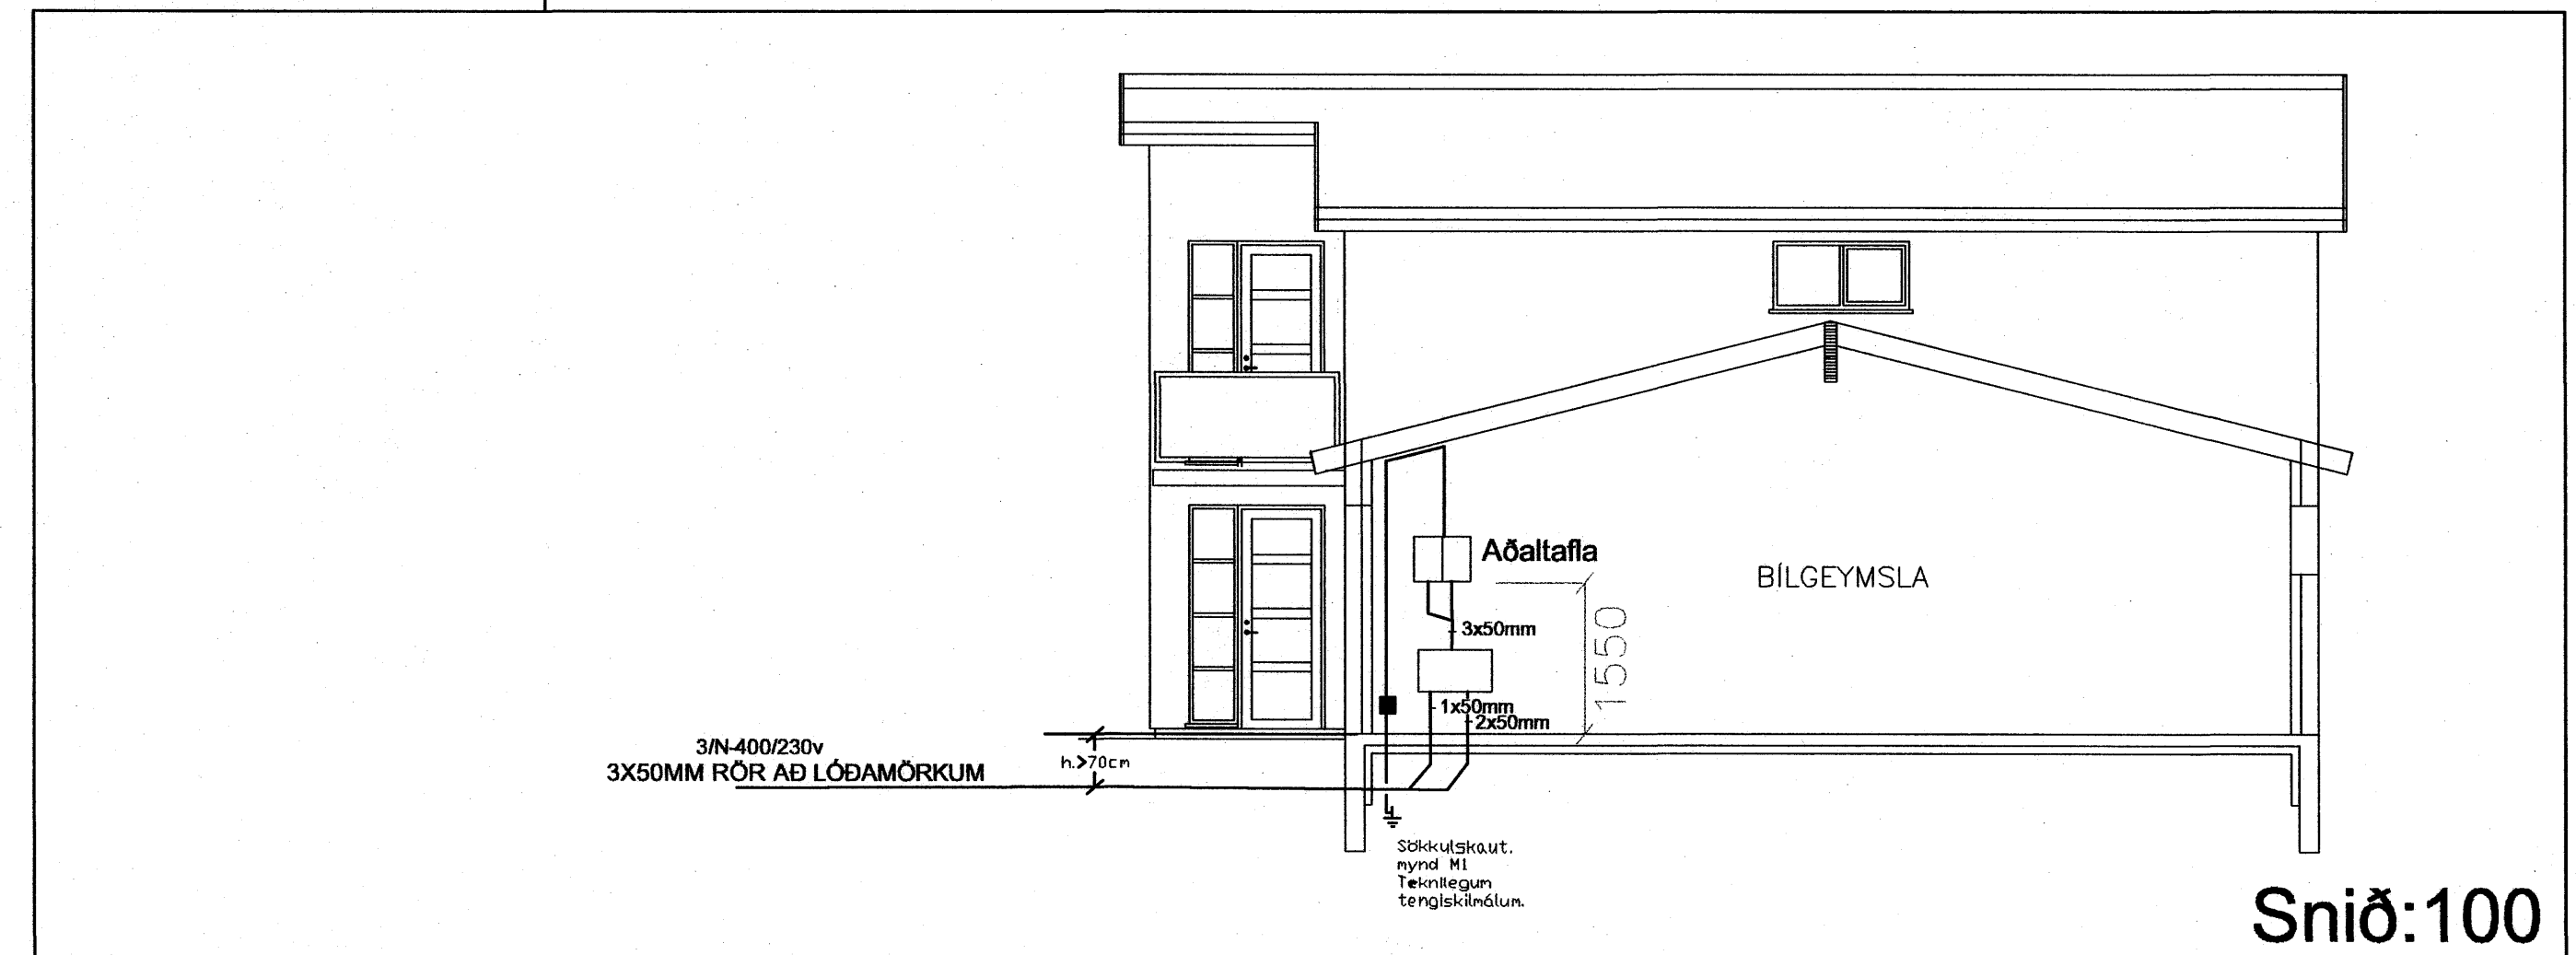 Aðaltafla
BÍLGEYMSLA
3x50mm
1550
1x50mm
2x50mm
3/N-400/230v
3X50MM RÖR AÐ LÓÐAMÖRKUM
h.>70cm
Sökkulskaut.
mynd M1
Teknilegum
tengiskilmálum.
Snið:100